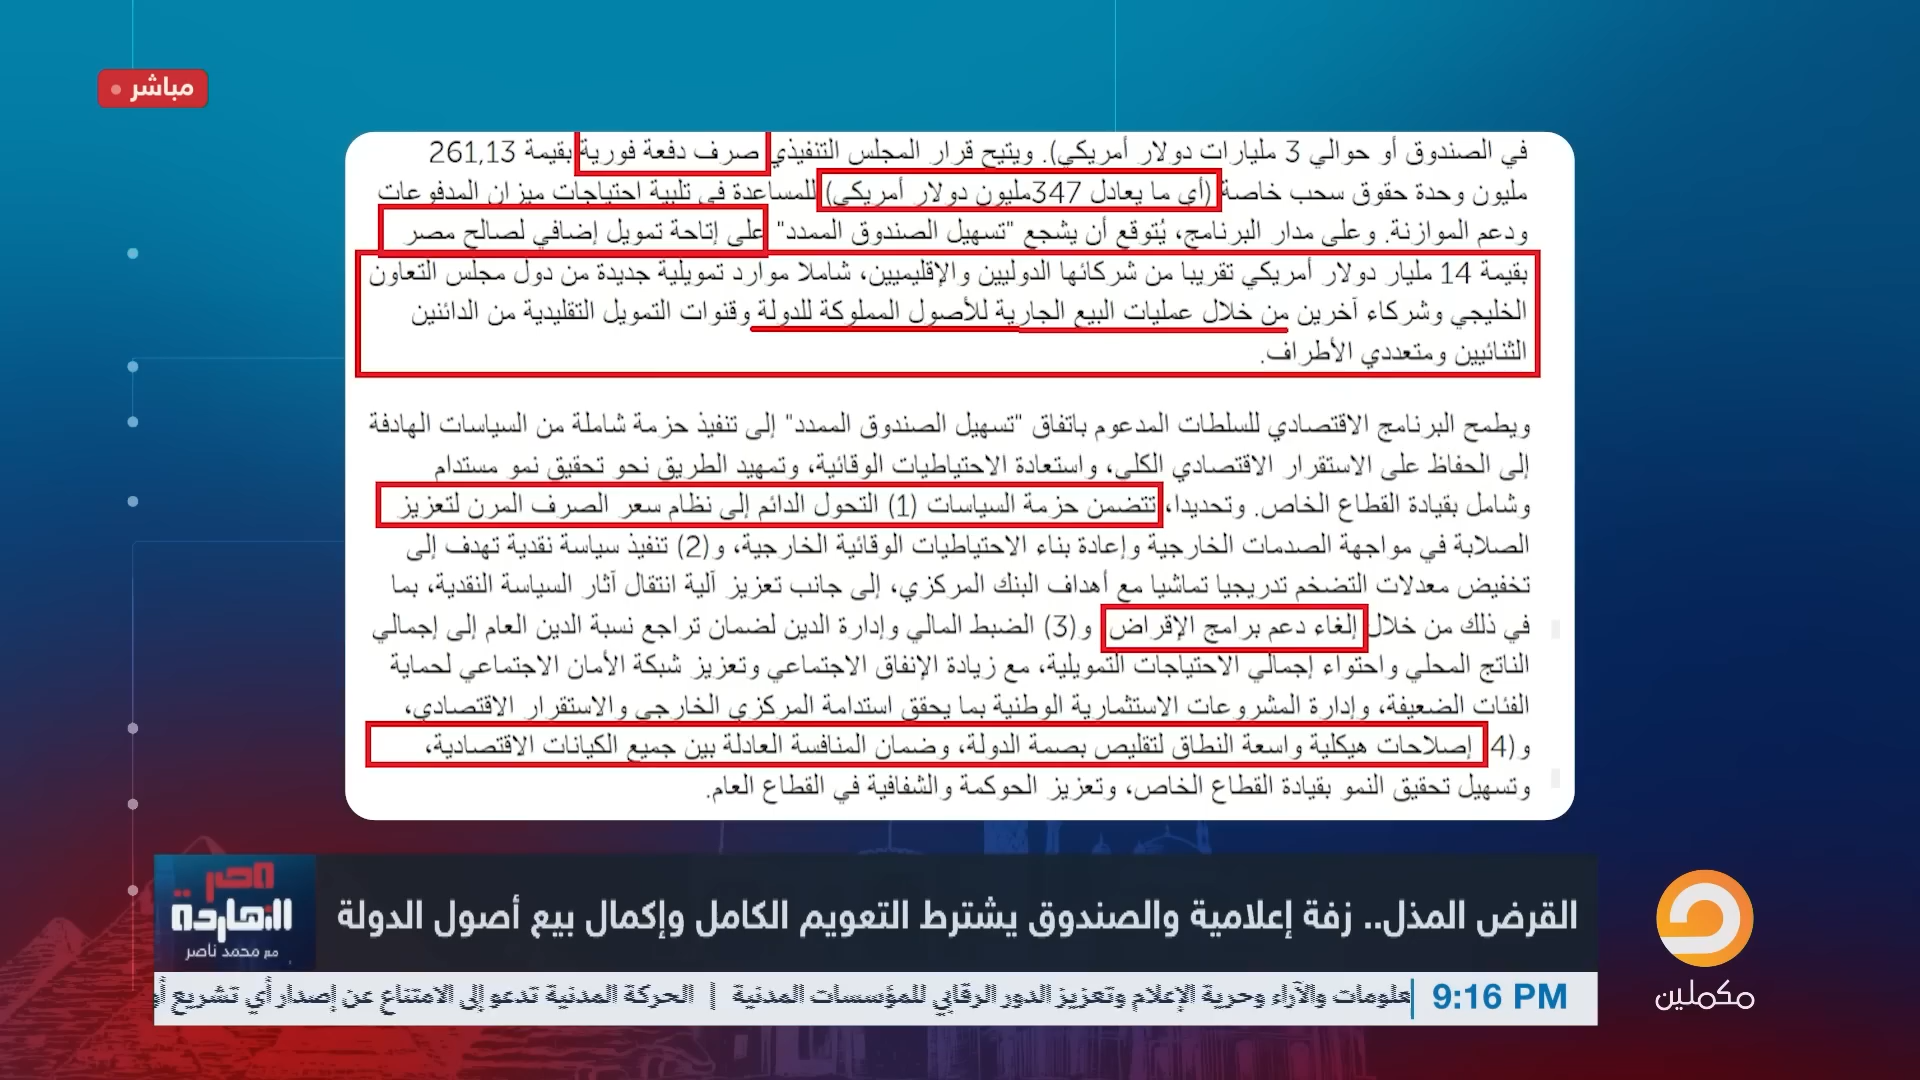 مباشر
في الصندوق أو حوالي 3 مليارات دولار أمريكي). ويتيح قرار المجلس التنفيذي صرف دفعة فورية بقيمة 261,13
مليون وحدة حقوق سحب خاصة (أي ما يعادل 347مليون دولار أمريكي) للمساعدة في تلبية احتياجات ميزان المدفوعات
ودعم الموازنة. وعلى مدار البرنامج، يُتوقع أن يشجع "تسهيل الصندوق الممدد" على إتاحة تمويل إضافي لصالح مصر
بقيمة 14 مليار دولار أمريكي تقريبا من شركائها الدوليين والإقليميين، شاملا موارد تمويلية جديدة من دول مجلس التعاون
الخليجي وشركاء آخرين من خلال عمليات البيع الجارية للأصول المملوكة للدولة وقنوات التمويل التقليدية من الدائنين
الثنائيين ومتعددي الأطراف.
ويطمح البرنامج الاقتصادي للسلطات المدعوم باتفاق "تسهيل الصندوق الممدد" إلى تنفيذ حزمة شاملة من السياسات الهادفة
إلى الحفاظ على الاستقرار الاقتصادي الكلي، واستعادة الاحتياطيات الوقائية، وتمهيد الطريق نحو تحقيق نمو مستدام
وشامل بقيادة القطاع الخاص. وتحديدا، تتضمن حزمة السياسات (1) التحول الدائم إلى نظام سعر الصرف المرن لتعزيز
الصلابة في مواجهة الصدمات الخارجية وإعادة بناء الاحتياطيات الوقائية الخارجية، و(2) تنفيذ سياسة نقدية تهدف إلى
تخفيض معدلات التضخم تدريجيا تماشيا مع أهداف البنك المركزي، إلى جانب تعزيز آلية انتقال آثار السياسة النقدية، بما
في ذلك من خلال إلغاء دعم برامج الإقراض و(3) الضبط المالي وإدارة الدين لضمان تراجع نسبة الدين العام إلى إجمالي
الناتج المحلي واحتواء إجمالي الاحتياجات التمويلية، مع زيادة الإنفاق الاجتماعي وتعزيز شبكة الأمان الاجتماعي لحماية
الفئات الضعيفة، وإدارة المشروعات الاستثمارية الوطنية بما يحقق استدامة المركزي الخارجي والاستقرار الاقتصادي،
و(4 إصلاحات هيكلية واسعة النطاق لتقليص بصمة الدولة، وضمان المنافسة العادلة بين جميع الكيانات الاقتصادية،
وتسهيل تحقيق النمو بقيادة القطاع الخاص، وتعزيز الحوكمة والشفافية في القطاع العام.
القرض المذل.. زفة إعلامية والصندوق يشترط التعويم الكامل وإكمال بيع أصول الدولة
مصر
النهاردة
مع محمد ناصر
9:16 PM
علومات والآراء وحرية الإعلام وتعزيز الدور الرقابي للمؤسسات المدنية | الحركة المدنية تدعو إلى الامتناع عن إصدار أي تشريع أو
مكملين